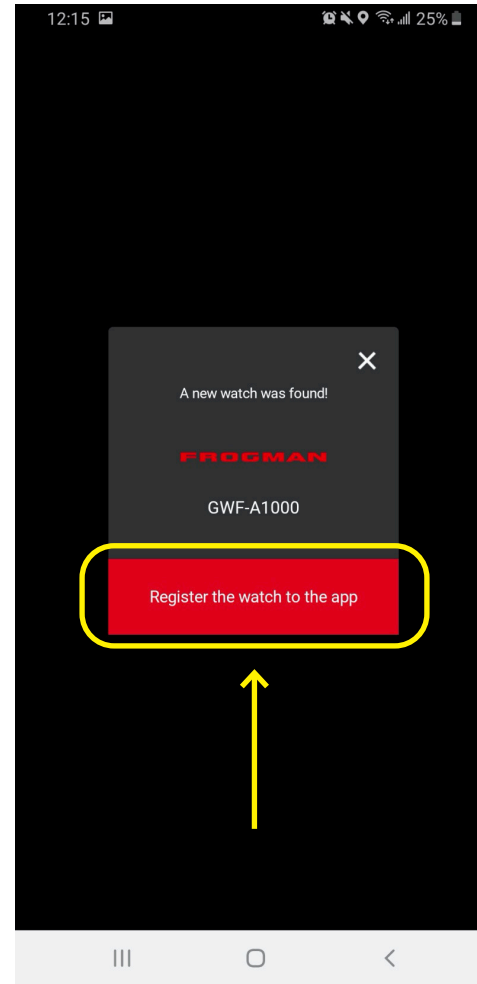 12:15 25%
A new watch was found!
FROGMAN
GWF-A1000
Register the watch to the app